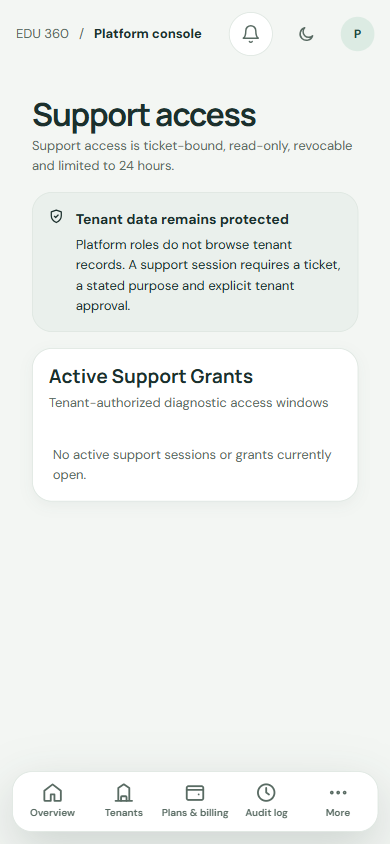 EDU 360 / Platform console
P
Support access
Support access is ticket-bound, read-only, revocable
and limited to 24 hours.
Tenant data remains protected
Platform roles do not browse tenant
records. A support session requires a ticket,
a stated purpose and explicit tenant
approval.
Active Support Grants
Tenant-authorized diagnostic access windows
No active support sessions or grants currently
open.
Overview
Tenants
Plans & billing
Audit log
More